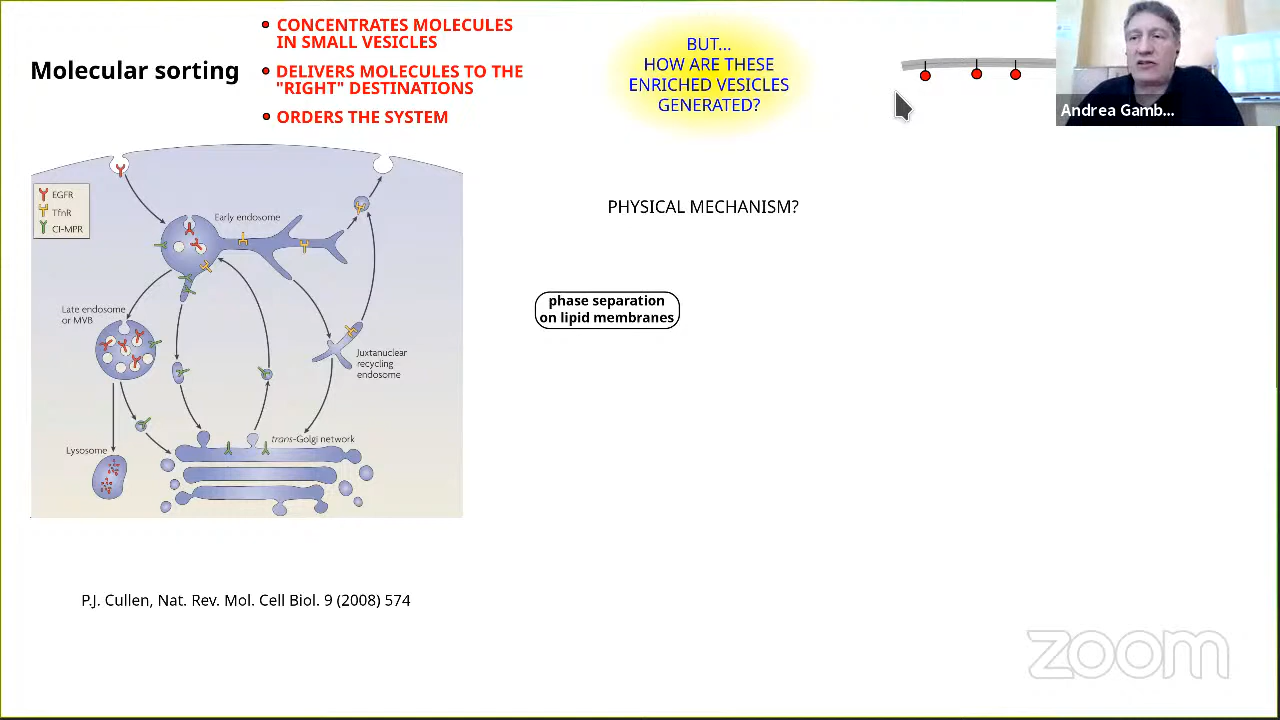 Molecular sorting
CONCENTRATES MOLECULES
IN SMALL VESICLES
DELIVERS MOLECULES TO THE
"RIGHT" DESTINATIONS
ORDERS THE SYSTEM
BUT...
HOW ARE THESE
ENRICHED VESICLES
GENERATED?
Andrea Gamb...
EGFR
TfnR
CI-MPR
Early endosome
Late endosome
or MVB
Juxtanuclear
recycling
endosome
trans-Golgi network
Lysosome
PHYSICAL MECHANISM?
phase separation
on lipid membranes
P.J. Cullen, Nat. Rev. Mol. Cell Biol. 9 (2008) 574
zoom